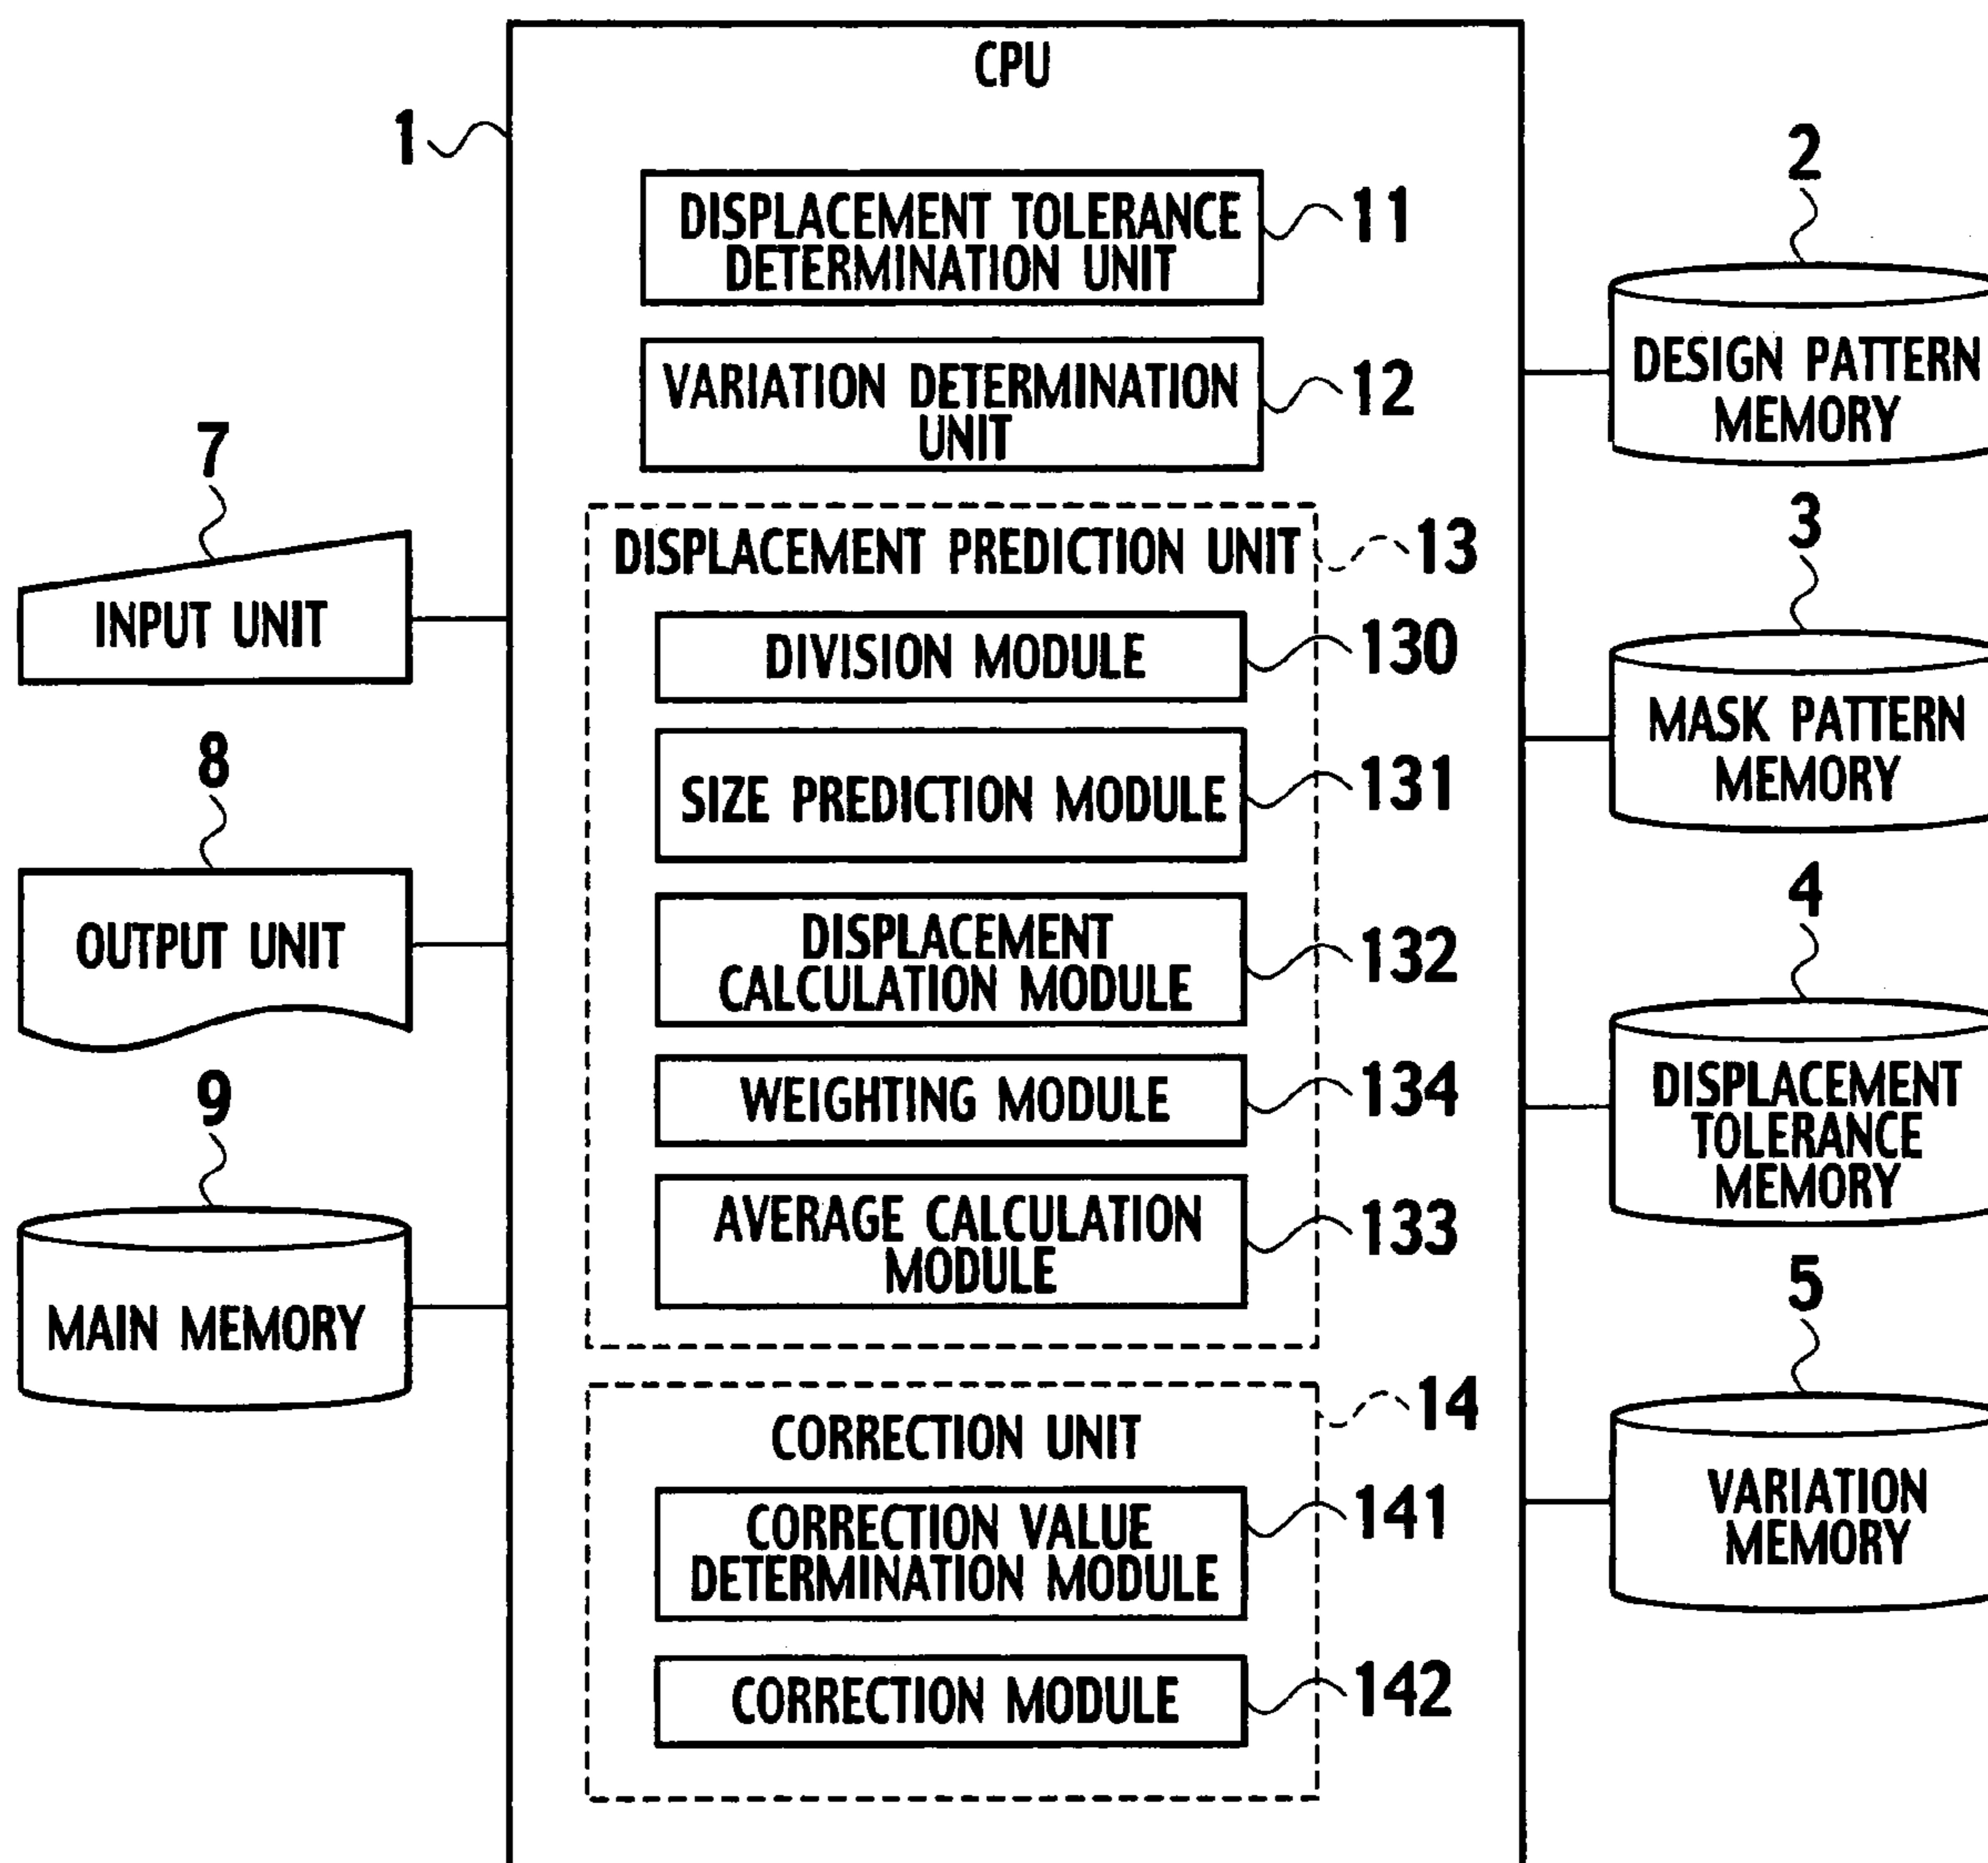 CPU
1
DISPLACEMENT TOLERANCE
DETERMINATION UNIT
11
VARIATION DETERMINATION
UNIT
12
DISPLACEMENT PREDICTION UNIT
13
DIVISION MODULE
130
SIZE PREDICTION MODULE
131
DISPLACEMENT
CALCULATION MODULE
132
WEIGHTING MODULE
134
AVERAGE CALCULATION
MODULE
133
CORRECTION UNIT
14
CORRECTION VALUE
DETERMINATION MODULE
141
CORRECTION MODULE
142
7
INPUT UNIT
8
OUTPUT UNIT
9
MAIN MEMORY
2
DESIGN PATTERN
MEMORY
3
MASK PATTERN
MEMORY
4
DISPLACEMENT
TOLERANCE
MEMORY
5
VARIATION
MEMORY